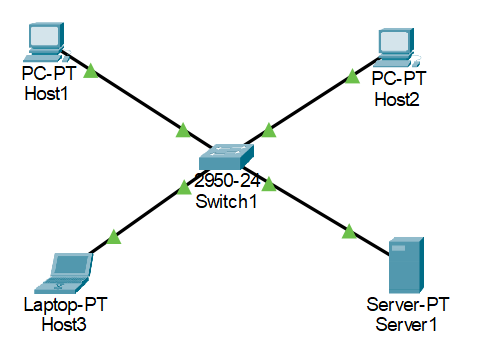 PC-PT
Host1
PC-PT
Host2
2950-24
Switch1
Laptop-PT
Host3
Server-PT
Server1